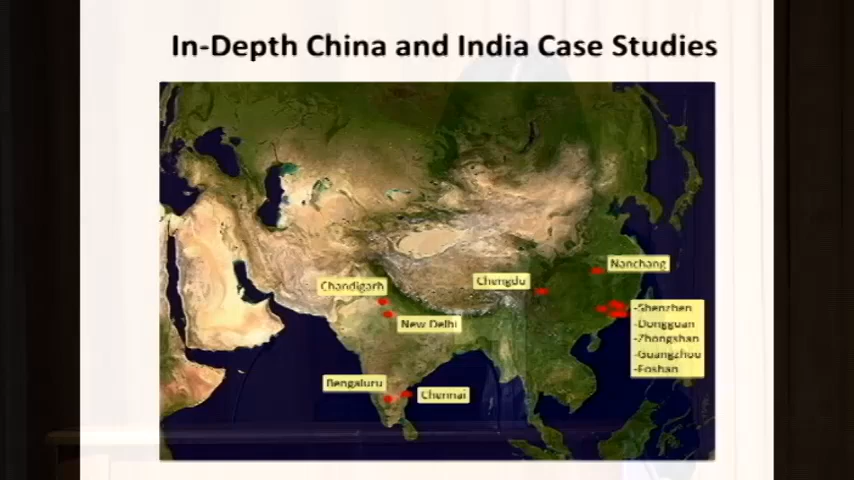 In-Depth China and India Case Studies
Nanchang
Chengdu
Chandigarh
-Shenzhen
-Dongguan
-Zhongshan
-Guangzhou
-Foshan
New Delhi
Bengaluru
Chennai